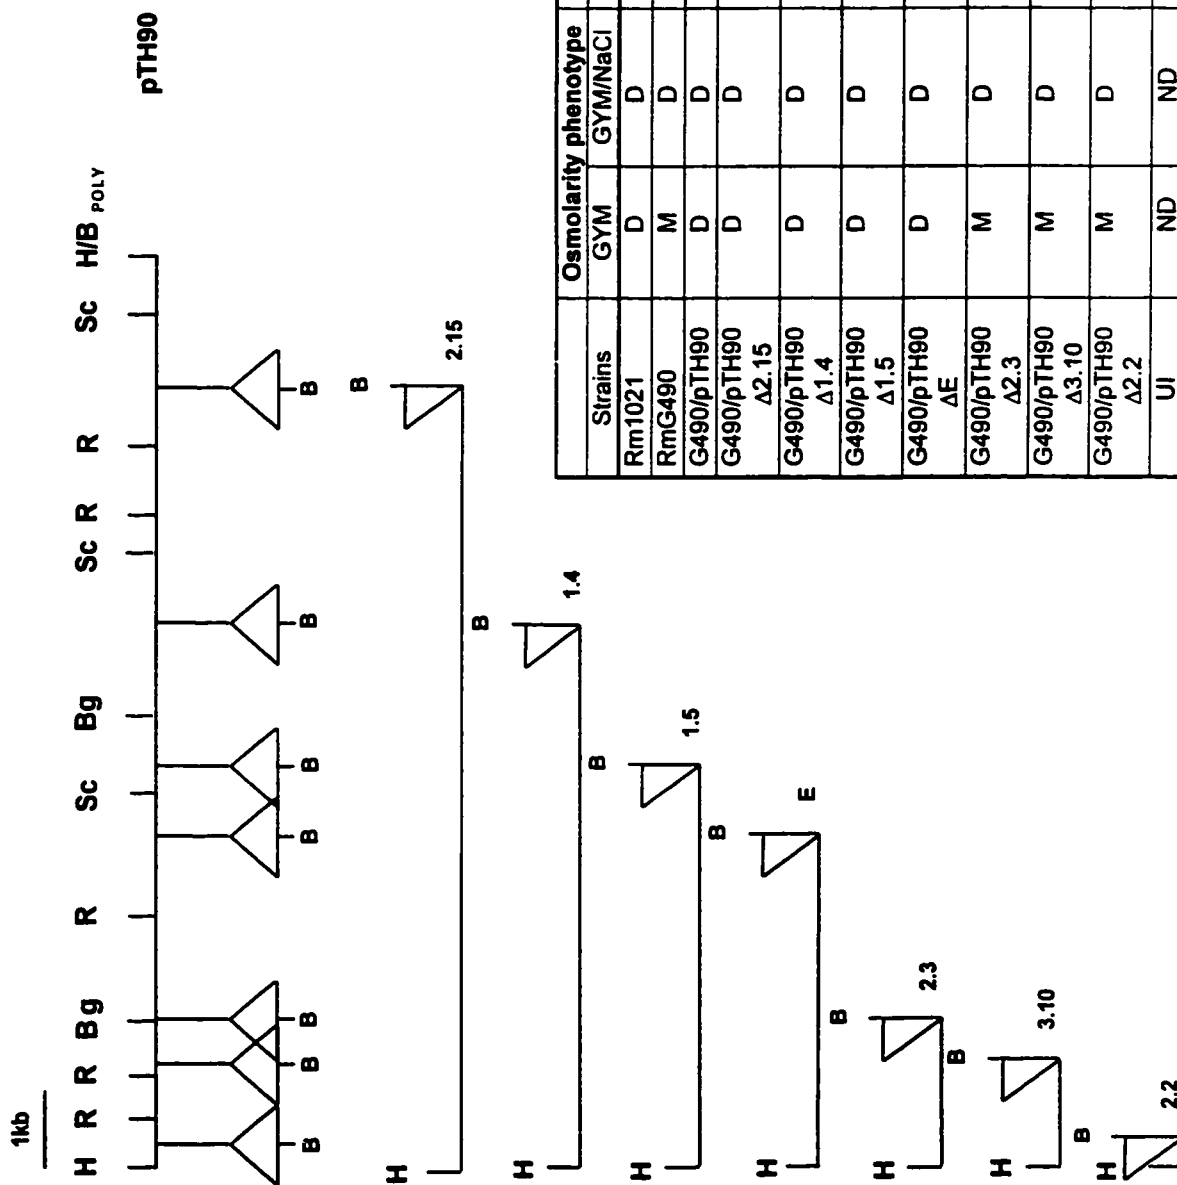 pTH90
1kb
H R R Bg R Sc Bg Sc R R Sc H/B POLY
B B B B B B B
H B 2.15
H B 1.4
H B 1.5
H B E
H B 2.3
H B 3.10
H B 2.2
Osmolarity phenotype
Strains GYM GYM/NaCl
Rm1021 D D
RmG490 M D
G490/pTH90 D D
G490/pTH90 Δ2.15 D D
G490/pTH90 Δ1.4 D D
G490/pTH90 Δ1.5 D D
G490/pTH90 ΔE D D
G490/pTH90 Δ2.3 M D
G490/pTH90 Δ3.10 M D
G490/pTH90 Δ2.2 M D
UI ND ND